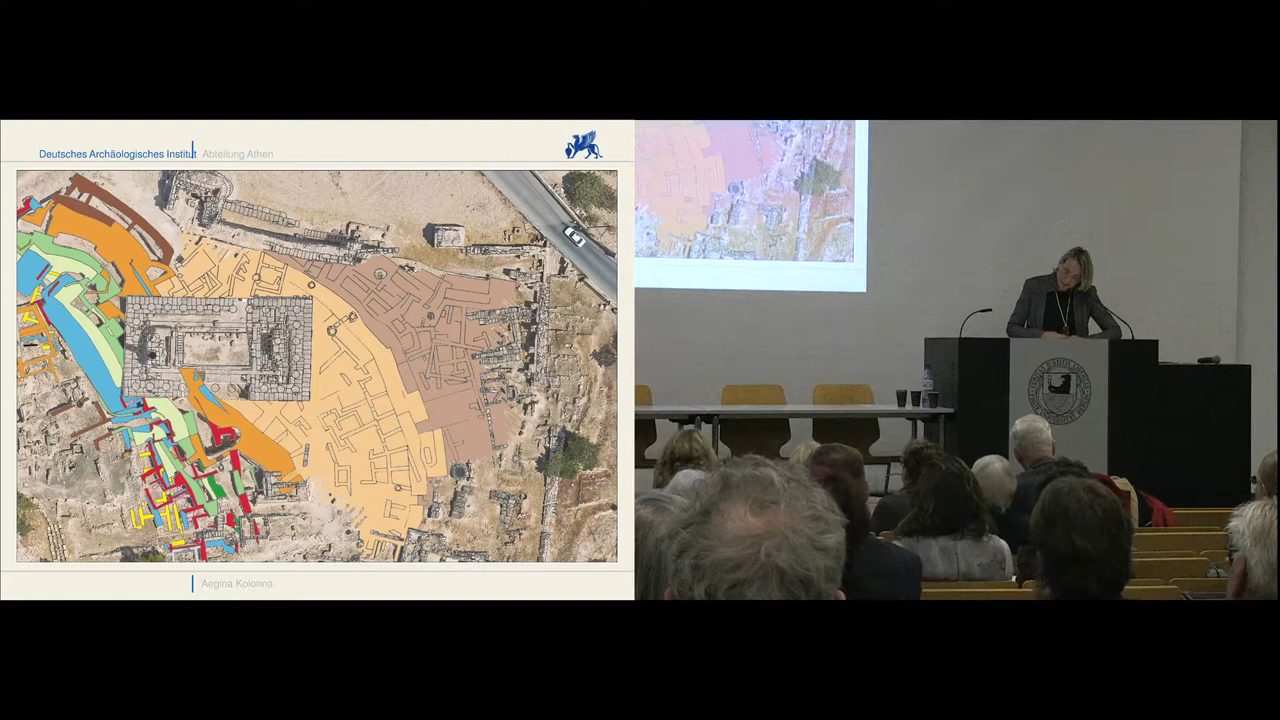 Deutsches Archäologisches Institut Abteilung Athen
Aegina Kolonna